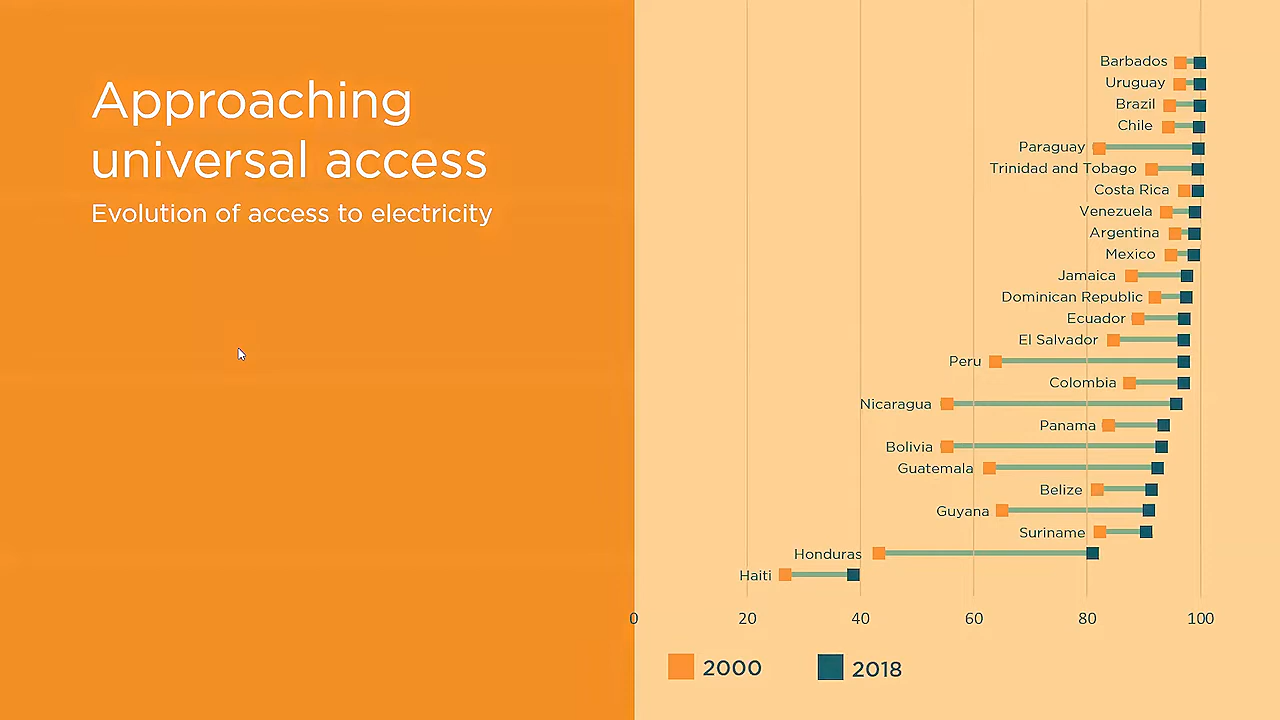 Approaching
universal access
Evolution of access to electricity
Barbados
Uruguay
Brazil
Chile
Paraguay
Trinidad and Tobago
Costa Rica
Venezuela
Argentina
Mexico
Jamaica
Dominican Republic
Ecuador
El Salvador
Peru
Colombia
Nicaragua
Panama
Bolivia
Guatemala
Belize
Guyana
Suriname
Honduras
Haiti
0 20 40 60 80 100
2000 2018